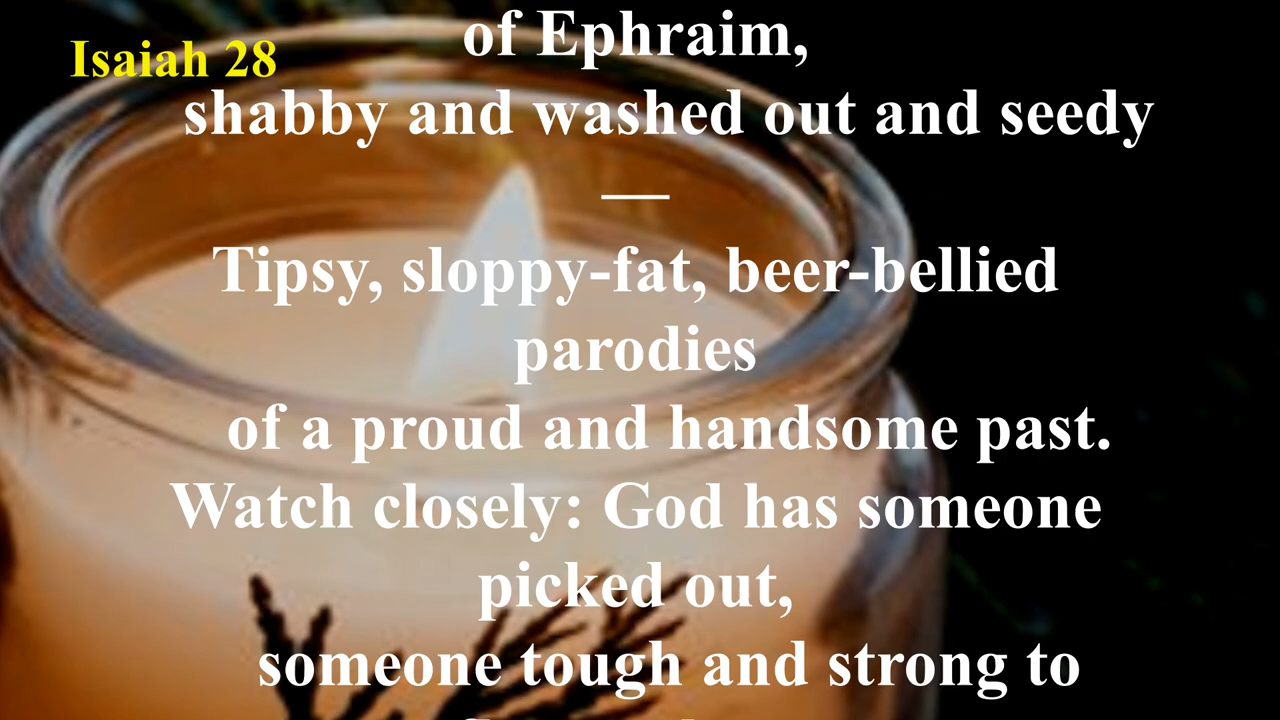 Isaiah 28
of Ephraim,
shabby and washed out and seedy
—
Tipsy, sloppy-fat, beer-bellied
parodies
of a proud and handsome past.
Watch closely: God has someone
picked out,
someone tough and strong to